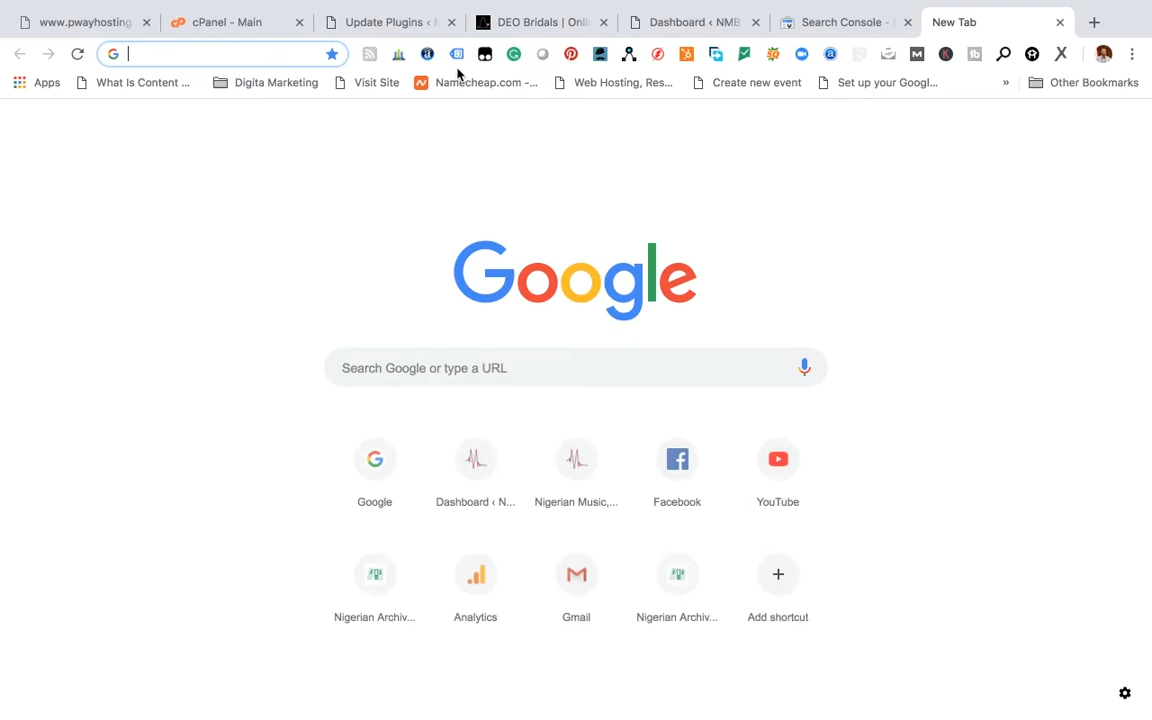 www.pwayhosting
cPanel - Main
Update Plugins ‹ N
DEO Bridals | Onli
Dashboard ‹ NMB
Search Console -
New Tab
Apps
What Is Content ...
Digita Marketing
Visit Site
Namecheap.com -...
Web Hosting, Res...
Create new event
Set up your Googl...
»
Other Bookmarks
Google
Search Google or type a URL
Google
Dashboard ‹ N...
Nigerian Music,...
Facebook
YouTube
Nigerian Archiv...
Analytics
Gmail
Nigerian Archiv...
Add shortcut